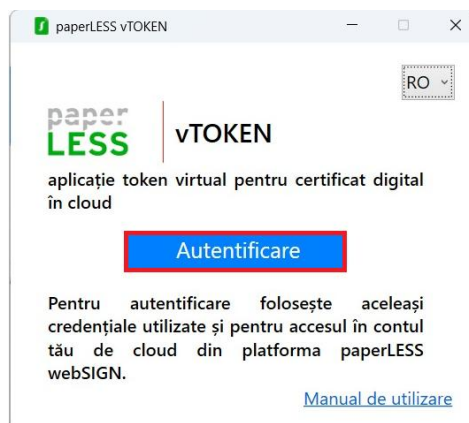 paperLESS vTOKEN
RO
paper
LESS
vTOKEN
aplicație token virtual pentru certificat digital
în cloud
Autentificare
Pentru autentificare folosește aceleași
credențiale utilizate și pentru accesul în contul
tău de cloud din platforma paperLESS
webSIGN.
Manual de utilizare